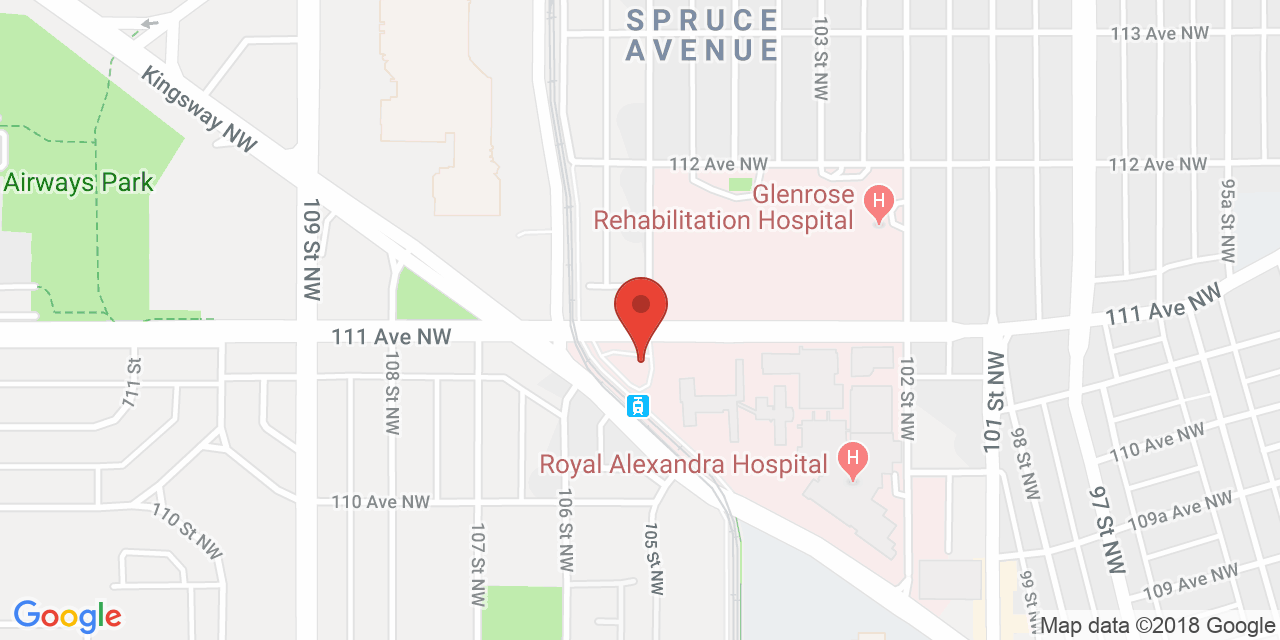 SPRUCE
AVENUE
103 St NW
113 Ave NW
Kingsway NW
112 Ave NW
112 Ave NW
Airways Park
Glenrose
Rehabilitation Hospital
H
95a St NW
109 St NW
111 Ave NW
111 Ave NW
711 St
108 St NW
102 St NW
101 St NW
98 St NW
110 Ave NW
Royal Alexandra Hospital
H
110 Ave NW
110 St NW
107 St NW
106 St NW
105 St NW
97 St NW
109a Ave NW
99 St NW
109 Ave NW
Google
Map data ©2018 Google